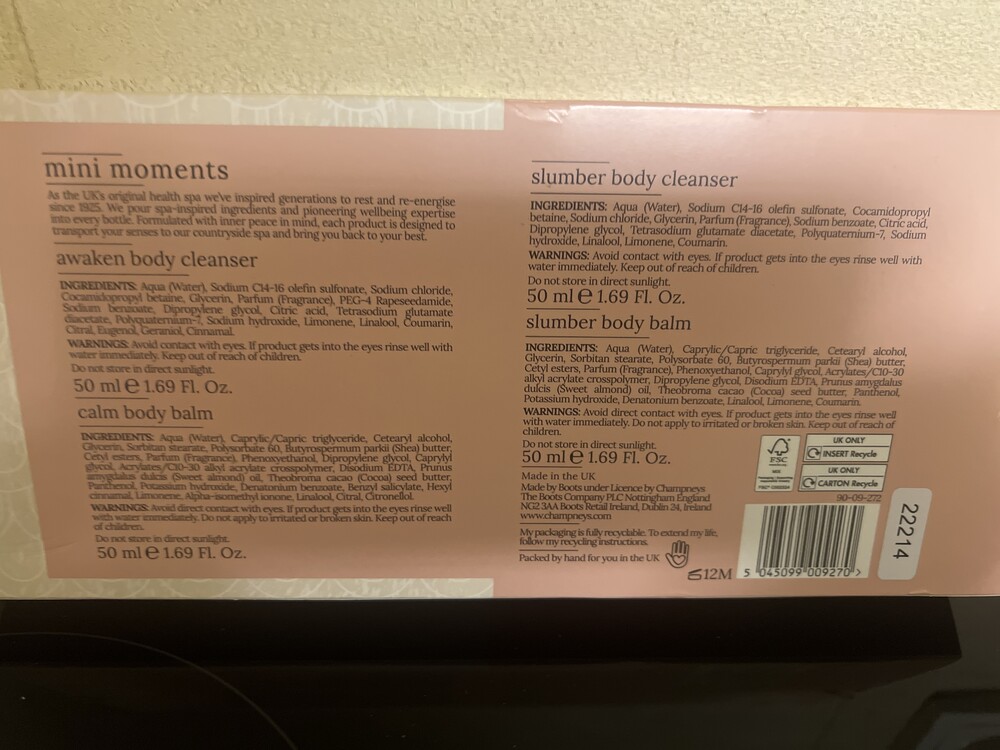 mini moments
As the UK's original health spa we've inspired generations to rest and re-energise
since 1925. We pour spa-inspired ingredients and pioneering wellbeing expertise
into every bottle. Formulated with inner peace in mind, each product is designed to
transport your senses to our countryside spa and bring you back to your best.
awaken body cleanser
INGREDIENTS: Aqua (Water), Sodium C14-16 olefin sulfonate, Sodium chloride,
Cocamidopropyl betaine, Glycerin, Parfum (Fragrance), PEG-4 Rapeseedamide,
Sodium benzoate, Dipropylene glycol, Citric acid, Tetrasodium glutamate
diacetate, Polyquaternium-7, Sodium hydroxide, Limonene, Linalool, Coumarin,
Citral, Eugenol, Geraniol, Cinnamal.
WARNINGS: Avoid contact with eyes. If product gets into the eyes rinse well with
water immediately. Keep out of reach of children.
Do not store in direct sunlight.
50 ml ℮ 1.69 Fl. Oz.
calm body balm
INGREDIENTS: Aqua (Water), Caprylic/Capric triglyceride, Cetearyl alcohol,
Glycerin, Sorbitan stearate, Polysorbate 60, Butyrospermum parkii (Shea) butter,
Cetyl esters, Parfum (Fragrance), Phenoxyethanol, Dipropylene glycol, Caprylyl
glycol, Acrylates/C10-30 alkyl acrylate crosspolymer, Disodium EDTA, Prunus
amygdalus dulcis (Sweet almond) oil, Theobroma cacao (Cocoa) seed butter,
Panthenol, Potassium hydroxide, Denatonium benzoate, Benzyl salicylate, Hexyl
cinnamal, Limonene, Alpha-isomethyl ionone, Linalool, Citral, Citronellol.
WARNINGS: Avoid direct contact with eyes. If product gets into the eyes rinse well
with water immediately. Do not apply to irritated or broken skin. Keep out of reach
of children.
Do not store in direct sunlight.
50 ml ℮ 1.69 Fl. Oz.
slumber body cleanser
INGREDIENTS: Aqua (Water), Sodium C14-16 olefin sulfonate, Cocamidopropyl
betaine, Sodium chloride, Glycerin, Parfum (Fragrance), Sodium benzoate, Citric acid,
Dipropylene glycol, Tetrasodium glutamate diacetate, Polyquaternium-7, Sodium
hydroxide, Linalool, Limonene, Coumarin.
WARNINGS: Avoid contact with eyes. If product gets into the eyes rinse well with
water immediately. Keep out of reach of children.
Do not store in direct sunlight.
50 ml ℮ 1.69 Fl. Oz.
slumber body balm
INGREDIENTS: Aqua (Water), Caprylic/Capric triglyceride, Cetearyl alcohol,
Glycerin, Sorbitan stearate, Polysorbate 60, Butyrospermum parkii (Shea) butter,
Cetyl esters, Parfum (Fragrance), Phenoxyethanol, Caprylyl glycol, Acrylates/C10-30
alkyl acrylate crosspolymer, Dipropylene glycol, Disodium EDTA, Prunus amygdalus
dulcis (Sweet almond) oil, Theobroma cacao (Cocoa) seed butter, Panthenol,
Potassium hydroxide, Denatonium benzoate, Linalool, Limonene, Coumarin.
WARNINGS: Avoid direct contact with eyes. If product gets into the eyes rinse well
with water immediately. Do not apply to irritated or broken skin. Keep out of reach of
children.
Do not store in direct sunlight.
50 ml ℮ 1.69 Fl. Oz.
Made in the UK
Made by Boots under Licence by Champneys
The Boots Company PLC Nottingham England
NG2 3AA Boots Retail Ireland, Dublin 24, Ireland
www.champneys.com
My packaging is fully recyclable. To extend my life,
follow my recycling instructions.
Packed by hand for you in the UK
12M
FSC
UK ONLY
INSERT Recycle
UK ONLY
CARTON Recycle
90-09-272
5 045099 009270 >
22214